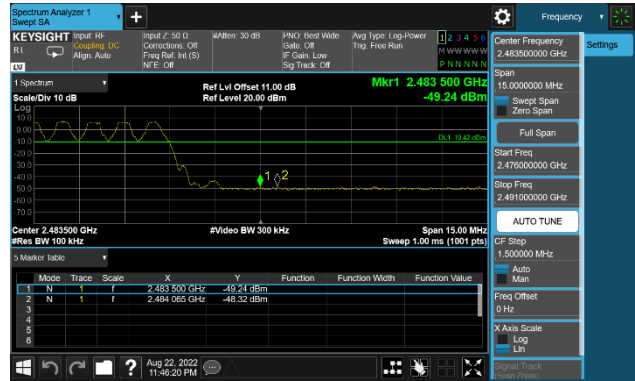 Spectrum Analyzer 1
Swept SA
Frequency
KEYSIGHT
Input: RF
Coupling: DC
Align: Auto
Input Z: 50 Ω
Corrections: Off
Freq Ref: Int (S)
NFE: Off
#Atten: 30 dB
PNO: Best Wide
Gate: Off
IF Gain: Low
Sig Track: Off
Avg Type: Log-Power
Trig: Free Run
1 2 3 4 5 6
M W W W W W
P N N N N N
RL
LXI
1 Spectrum
Scale/Div 10 dB
Ref Lvl Offset 11.00 dB
Ref Level 20.00 dBm
Mkr1 2.483 500 GHz
-49.24 dBm
Log
10.0
0.00
-10.0
-20.0
-30.0
-40.0
-50.0
-60.0
-70.0
1
2
Center 2.483500 GHz
#Res BW 100 kHz
#Video BW 300 kHz
Span 15.00 MHz
Sweep 1.00 ms (1001 pts)
5 Marker Table
Mode Trace Scale X Y Function Function Width Function Value
1 N 1 f 2.483 500 GHz -49.24 dBm
2 N 1 f 2.484 065 GHz -48.32 dBm
3
4
5
6
Aug 22, 2022
11:46:20 PM
Center Frequency
2.483500000 GHz
Settings
Span
15.0000000 MHz
Swept Span
Zero Span
Full Span
Start Freq
2.476000000 GHz
Stop Freq
2.491000000 GHz
AUTO TUNE
CF Step
1.500000 MHz
Auto
Man
Freq Offset
0 Hz
X Axis Scale
Log
Lin
Signal Track
(Span Zoom)